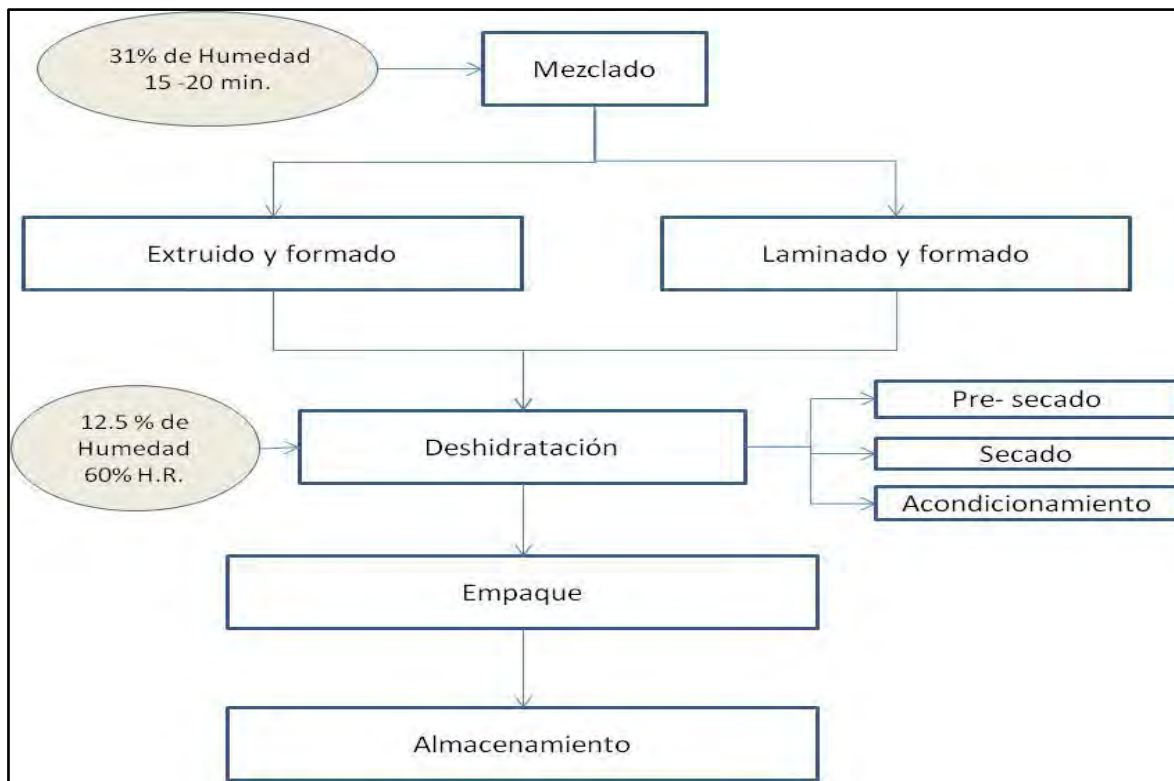 31% de Humedad
15 -20 min.
Mezclado
Extruido y formado
Laminado y formado
12.5 % de
Humedad
60% H.R.
Deshidratación
Pre- secado
Secado
Acondicionamiento
Empaque
Almacenamiento